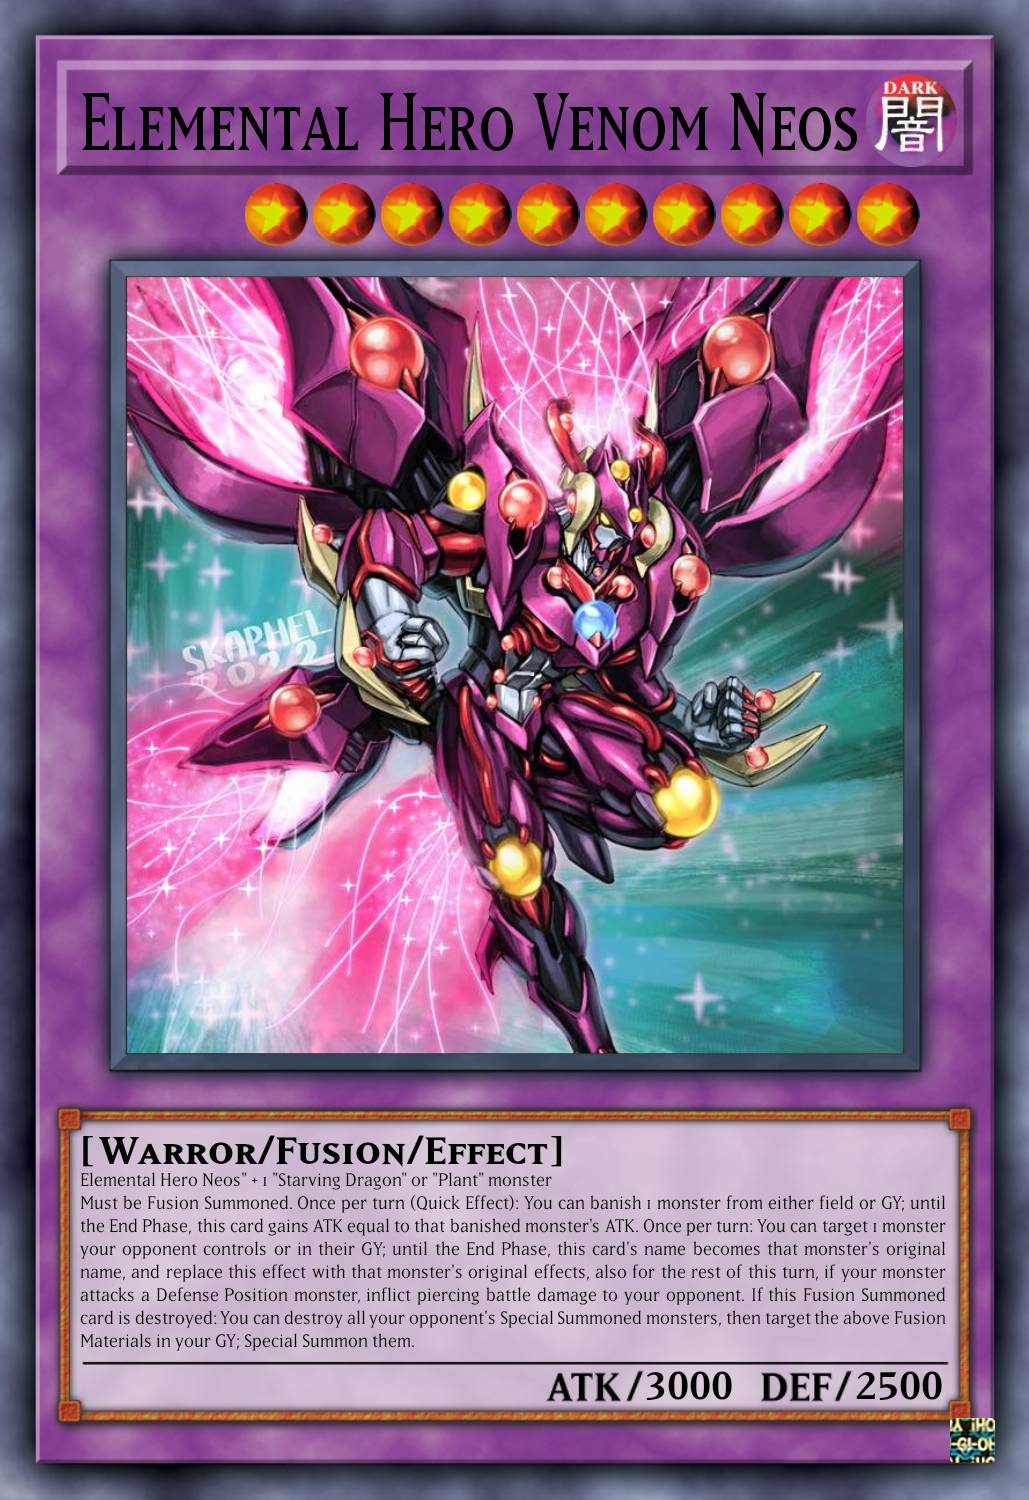 Elemental Hero Venom Neos
DARK
闇
SKAPHEL
2022
[Warror/Fusion/Effect]
Elemental Hero Neos" + 1 "Starving Dragon" or "Plant" monster
Must be Fusion Summoned. Once per turn (Quick Effect): You can banish 1 monster from either field or GY; until
the End Phase, this card gains ATK equal to that banished monster's ATK. Once per turn: You can target 1 monster
your opponent controls or in their GY; until the End Phase, this card's name becomes that monster's original
name, and replace this effect with that monster's original effects, also for the rest of this turn, if your monster
attacks a Defense Position monster, inflict piercing battle damage to your opponent. If this Fusion Summoned
card is destroyed: You can destroy all your opponent's Special Summoned monsters, then target the above Fusion
Materials in your GY; Special Summon them.
ATK/3000 DEF/2500